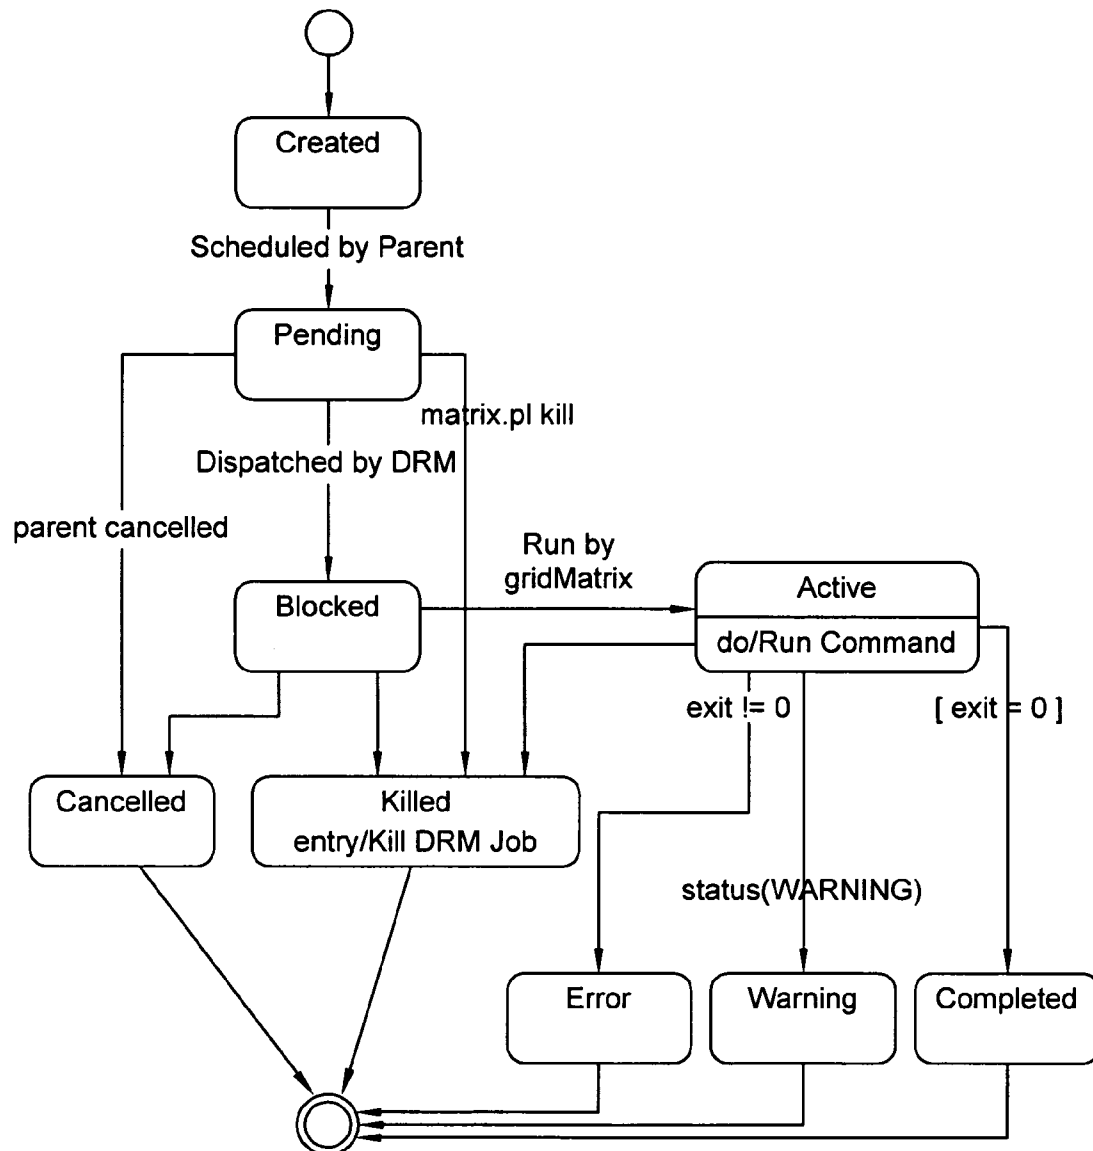 Created
Scheduled by Parent
Pending
matrix.pl kill
Dispatched by DRM
parent cancelled
Run by
gridMatrix
Blocked
Active
do/Run Command
exit != 0
[ exit = 0 ]
Cancelled
Killed
entry/Kill DRM Job
status(WARNING)
Error
Warning
Completed